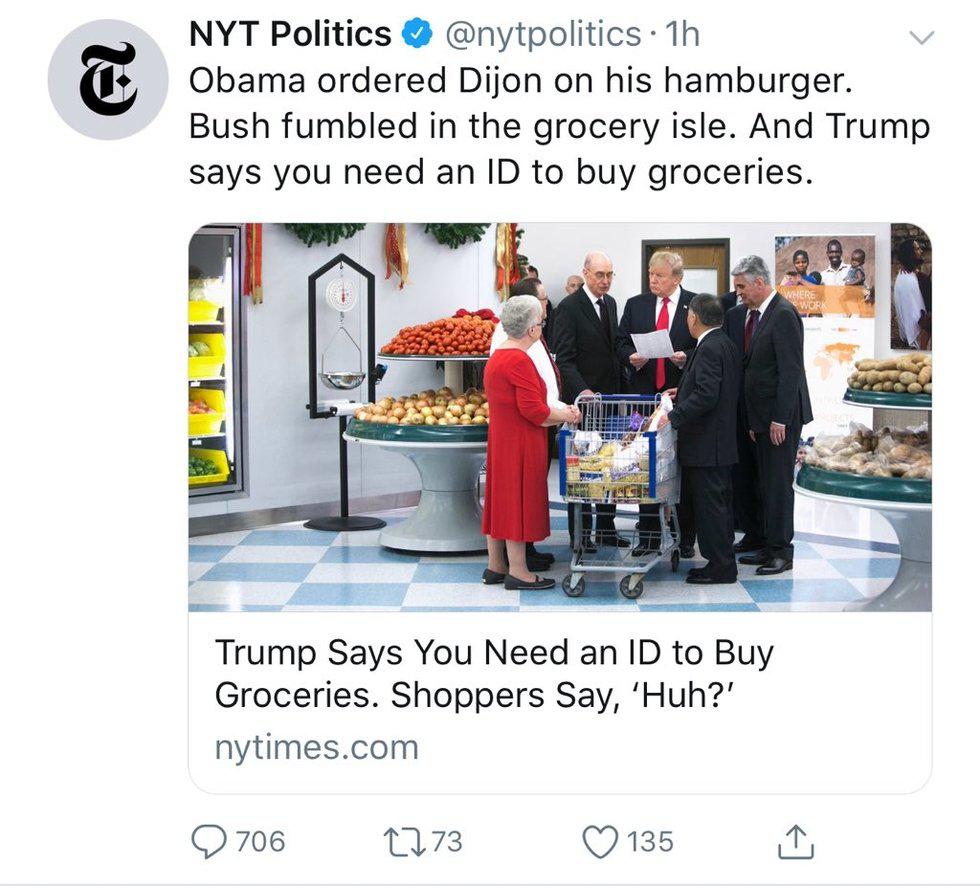 NYT Politics @nytpolitics · 1h
Obama ordered Dijon on his hamburger.
Bush fumbled in the grocery isle. And Trump
says you need an ID to buy groceries.
WHERE
WORK
Trump Says You Need an ID to Buy
Groceries. Shoppers Say, ‘Huh?’
nytimes.com
706 73 135